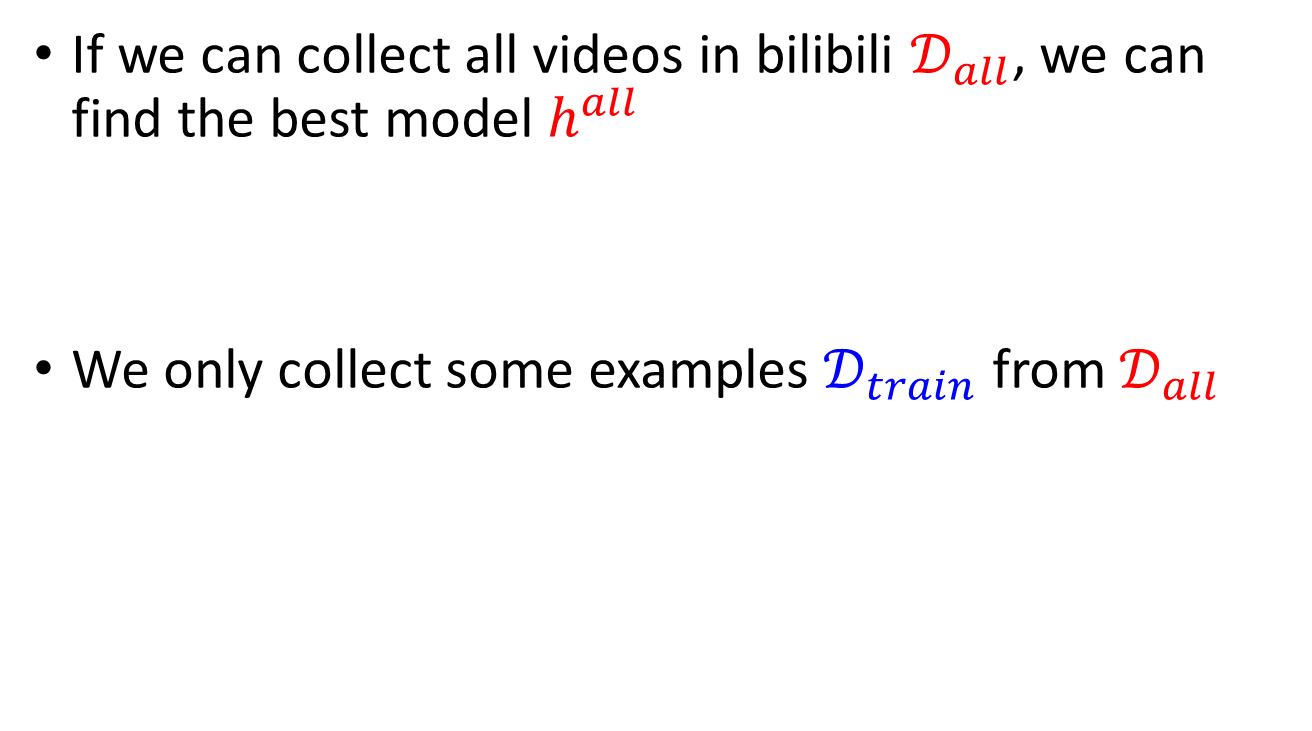 • If we can collect all videos in bilibili 𝒟_all, we can
find the best model h^all
• We only collect some examples 𝒟_train from 𝒟_all